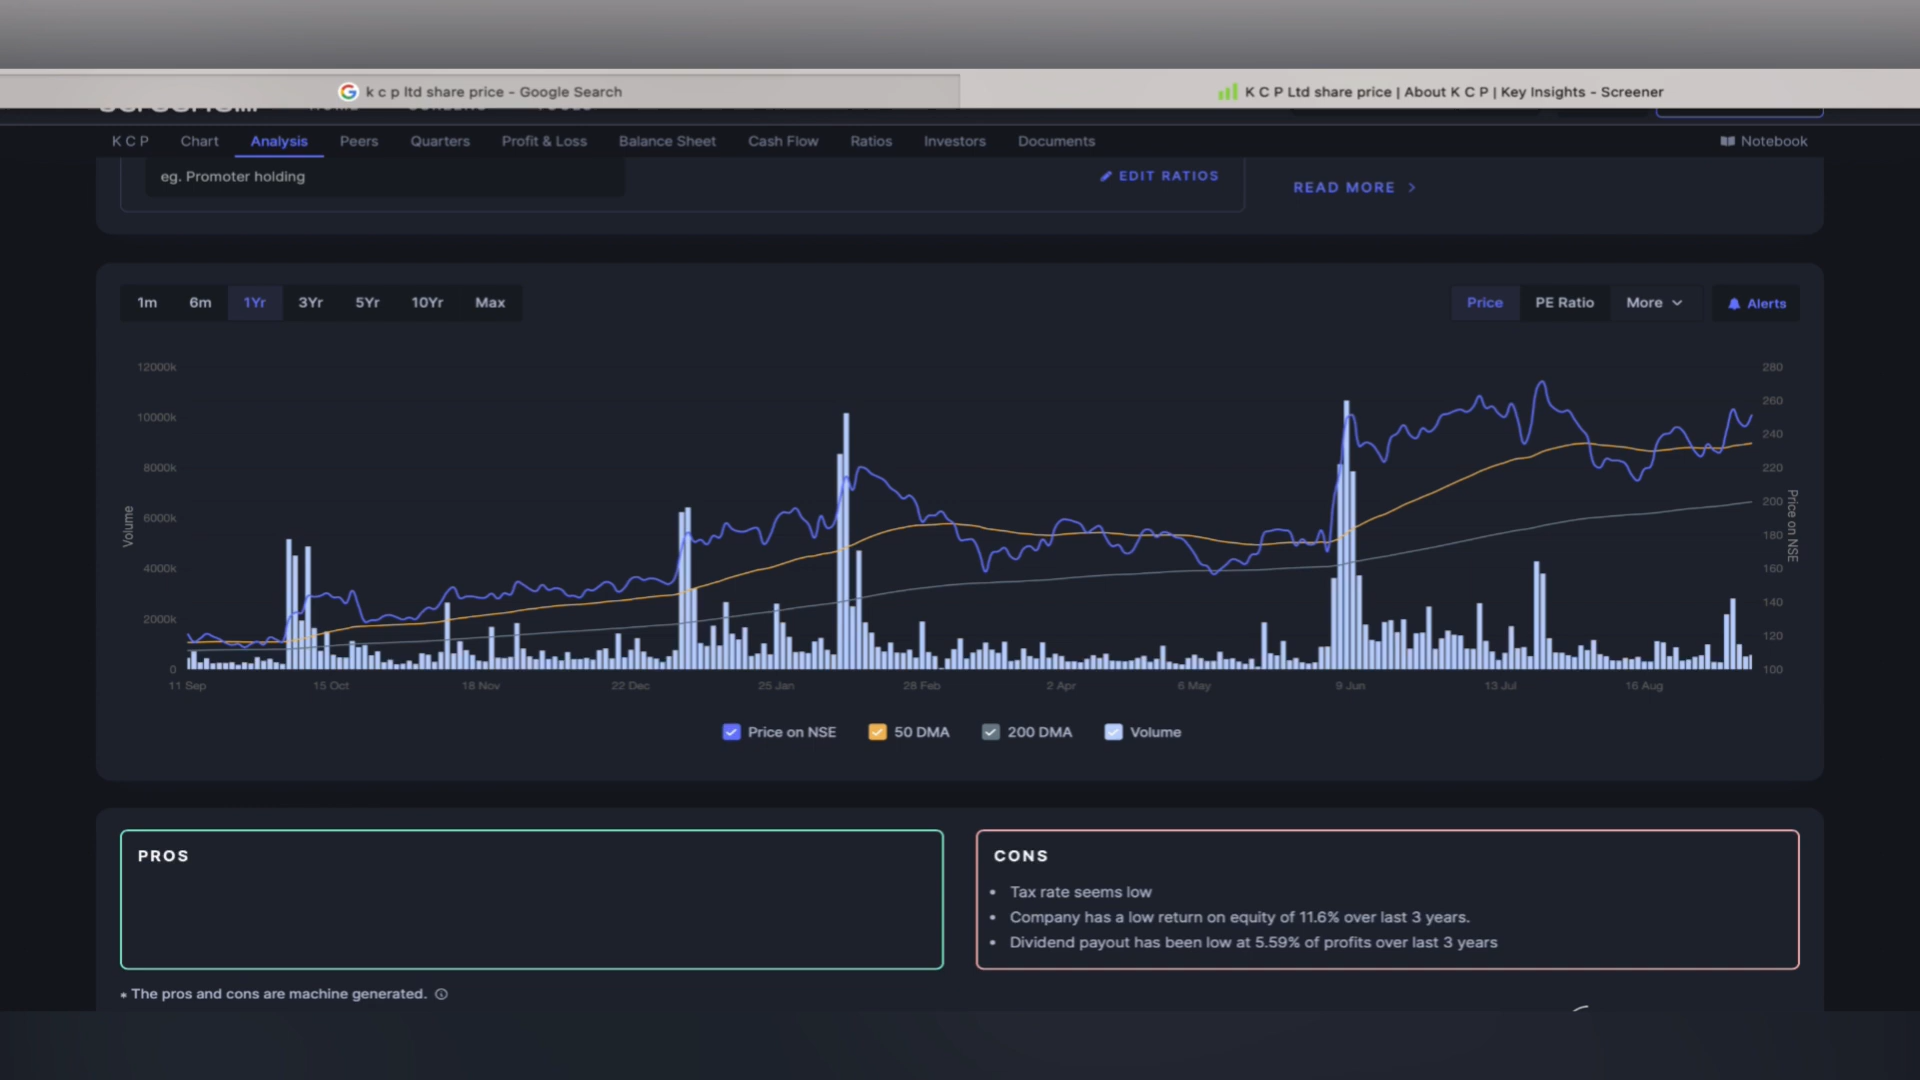 k c p ltd share price - Google Search
K C P Ltd share price | About K C P | Key Insights - Screener
K C P Chart Analysis Peers Quarters Profit & Loss Balance Sheet Cash Flow Ratios Investors Documents Notebook
eg. Promoter holding
EDIT RATIOS
READ MORE
1m 6m 1Yr 3Yr 5Yr 10Yr Max
Price PE Ratio More Alerts
12000k
10000k
8000k
6000k
4000k
2000k
0
Volume
280
260
240
220
200
180
160
140
120
100
Price on NSE
11 Sep 15 Oct 18 Nov 22 Dec 25 Jan 28 Feb 2 Apr 6 May 9 Jun 13 Jul 16 Aug
Price on NSE 50 DMA 200 DMA Volume
PROS
CONS
• Tax rate seems low
• Company has a low return on equity of 11.6% over last 3 years.
• Dividend payout has been low at 5.59% of profits over last 3 years
* The pros and cons are machine generated.